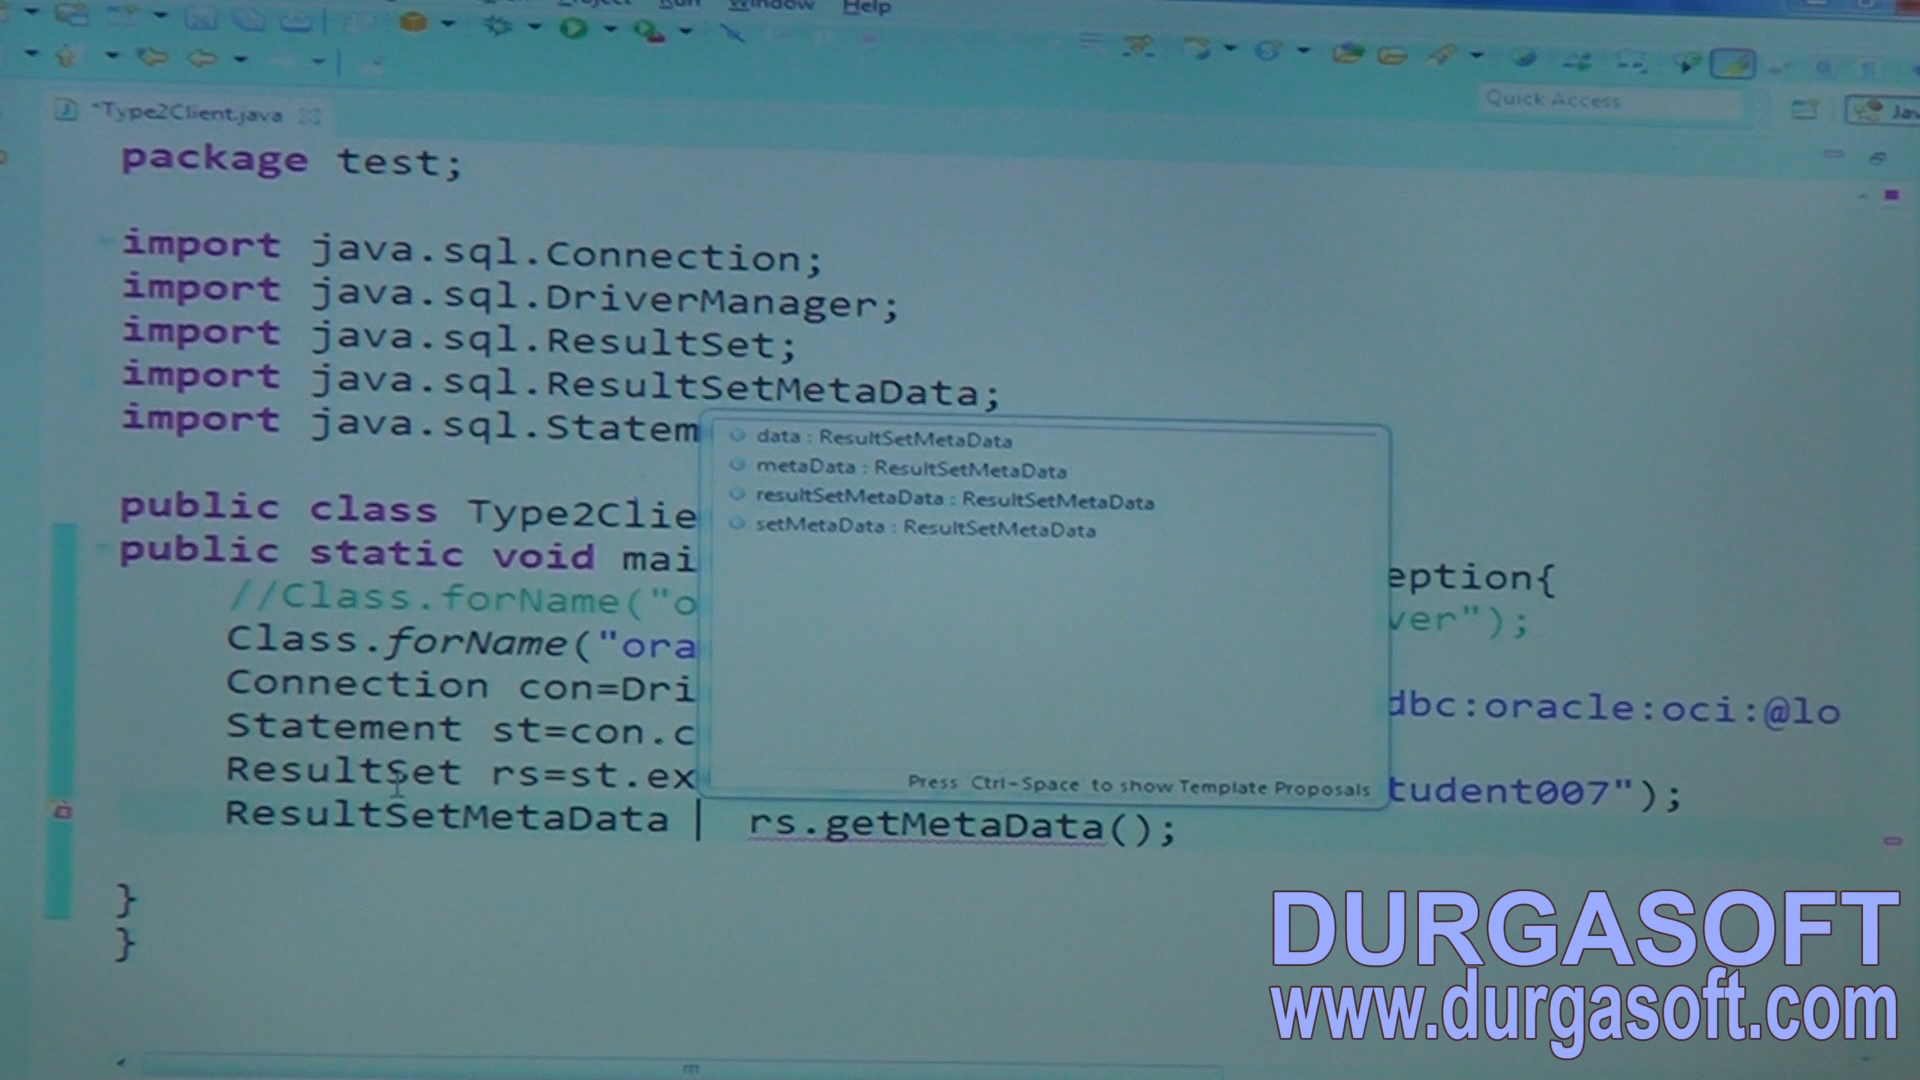 Project Run Window Help
Quick Access
Jav
*Type2Client.java
package test;
import java.sql.Connection;
import java.sql.DriverManager;
import java.sql.ResultSet;
import java.sql.ResultSetMetaData;
import java.sql.Statem
data : ResultSetMetaData
metaData : ResultSetMetaData
resultSetMetaData : ResultSetMetaData
setMetaData : ResultSetMetaData
Press 'Ctrl-Space' to show Template Proposals
public class Type2Clie
public static void mai eption{
//Class.forName("o ver");
Class.forName("ora
Connection con=Dri dbc:oracle:oci:@lo
Statement st=con.c
ResultSet rs=st.ex tudent007");
ResultSetMetaData rs.getMetaData();
}
}
DURGASOFT
www.durgasoft.com